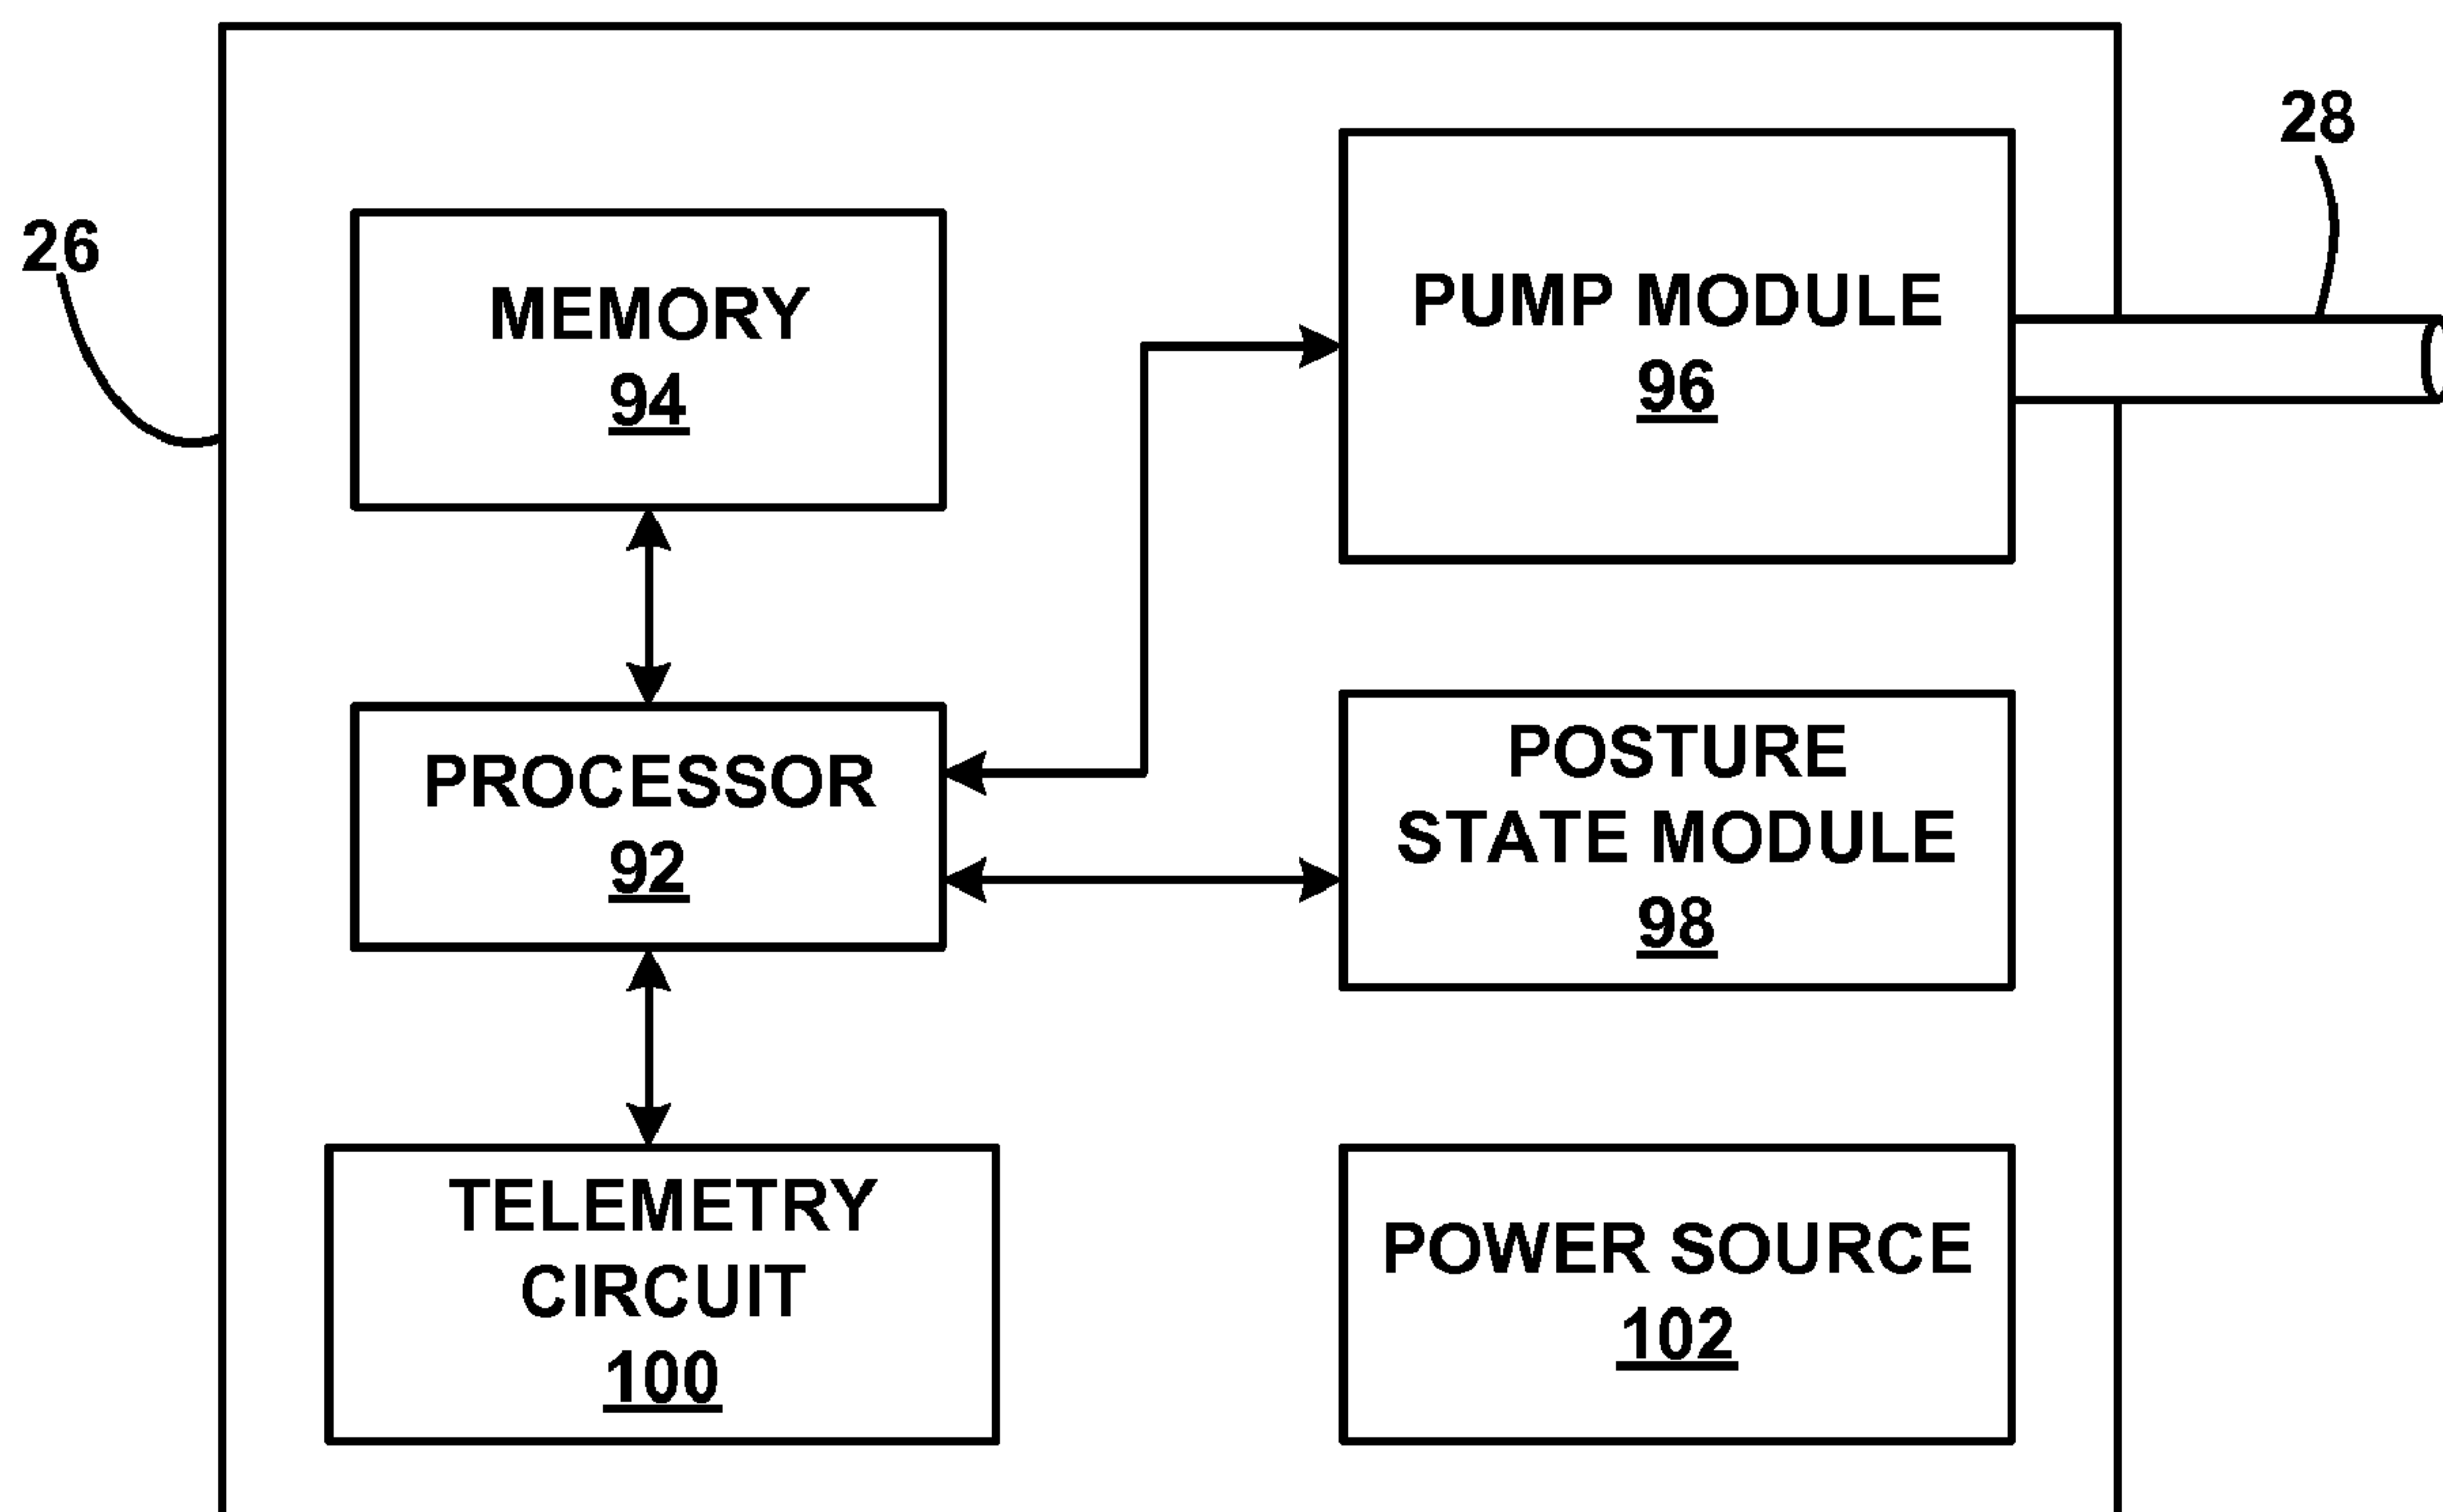 26
28
MEMORY
94
PUMP MODULE
96
PROCESSOR
92
POSTURE
STATE MODULE
98
TELEMETRY
CIRCUIT
100
POWER SOURCE
102